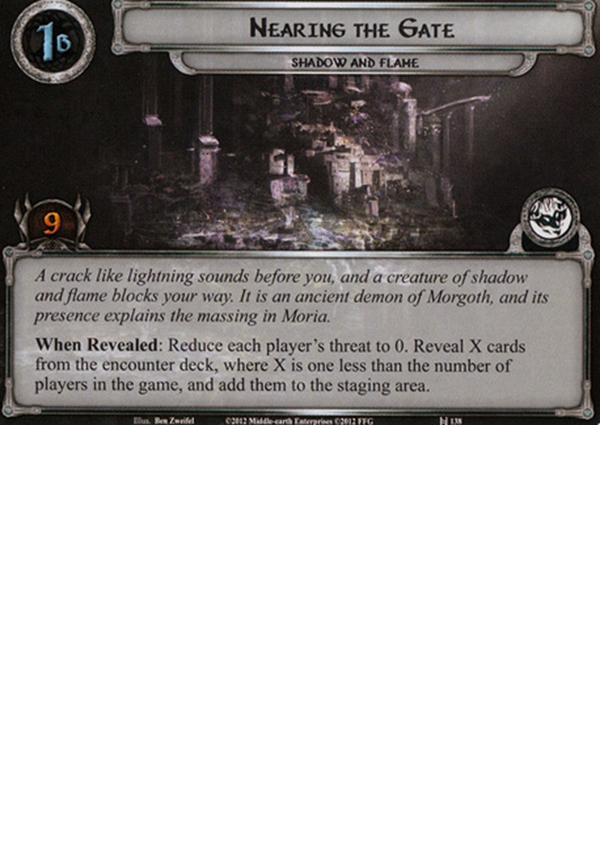 1B
NEARING THE GATE
SHADOW AND FLAME
9
A crack like lightning sounds before you, and a creature of shadow
and flame blocks your way. It is an ancient demon of Morgoth, and its
presence explains the massing in Moria.
When Revealed: Reduce each player's threat to 0. Reveal X cards
from the encounter deck, where X is one less than the number of
players in the game, and add them to the staging area.
Illus. Ben Zweifel ©2012 Middle-earth Enterprises ©2012 FFG 138